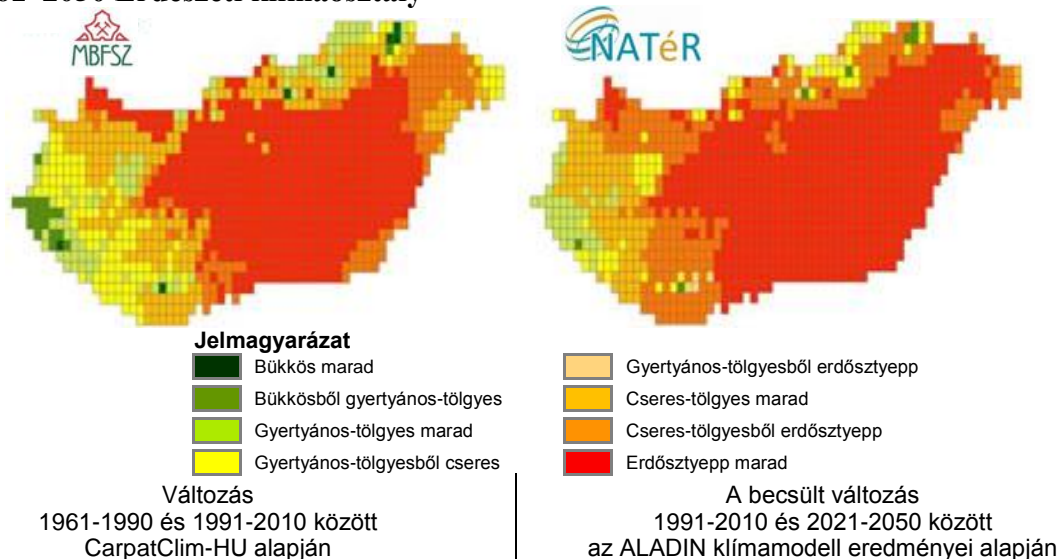 MBFSZ
NATéR
Jelmagyarázat
Bükkös marad
Bükkösből gyertyános-tölgyes
Gyertyános-tölgyes marad
Gyertyános-tölgyesből cseres
Gyertyános-tölgyesből erdősztyepp
Cseres-tölgyes marad
Cseres-tölgyesből erdősztyepp
Erdősztyepp marad
Változás
1961-1990 és 1991-2010 között
CarpatClim-HU alapján
A becsült változás
1991-2010 és 2021-2050 között
az ALADIN klímamodell eredményei alapján